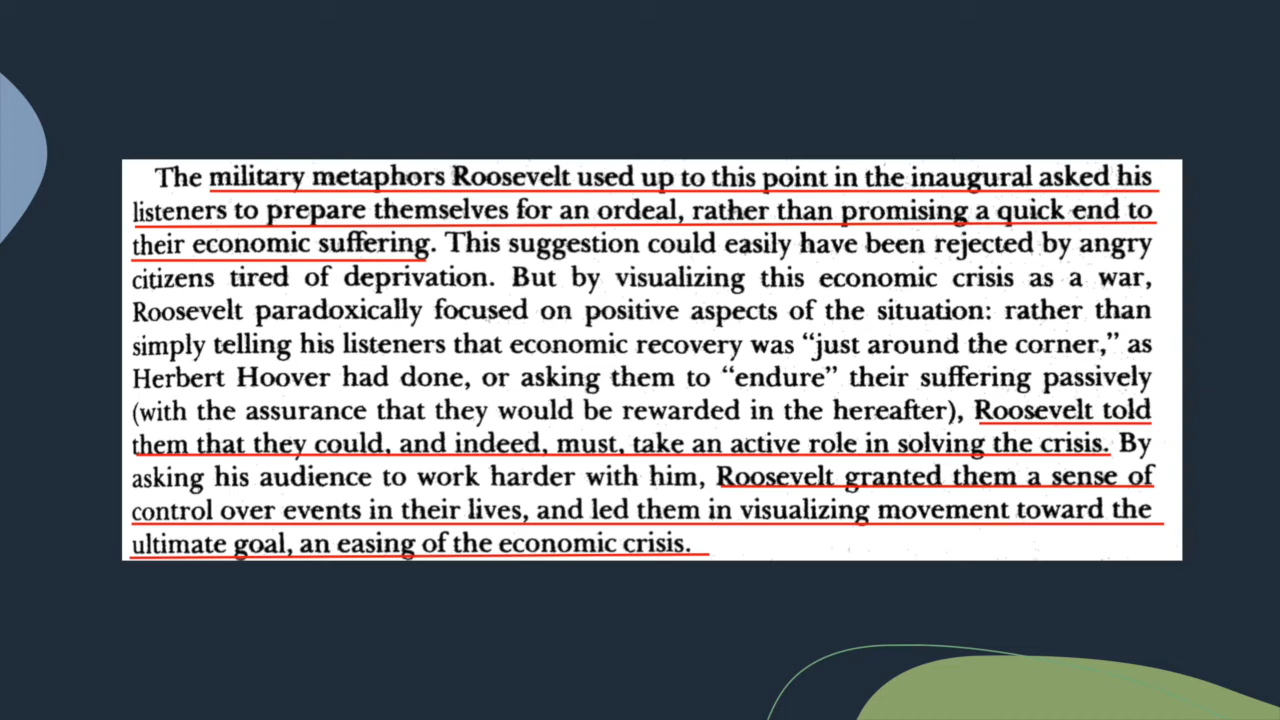 The military metaphors Roosevelt used up to this point in the inaugural asked his
listeners to prepare themselves for an ordeal, rather than promising a quick end to
their economic suffering. This suggestion could easily have been rejected by angry
citizens tired of deprivation. But by visualizing this economic crisis as a war,
Roosevelt paradoxically focused on positive aspects of the situation: rather than
simply telling his listeners that economic recovery was “just around the corner,” as
Herbert Hoover had done, or asking them to “endure” their suffering passively
(with the assurance that they would be rewarded in the hereafter), Roosevelt told
them that they could, and indeed, must, take an active role in solving the crisis. By
asking his audience to work harder with him, Roosevelt granted them a sense of
control over events in their lives, and led them in visualizing movement toward the
ultimate goal, an easing of the economic crisis.